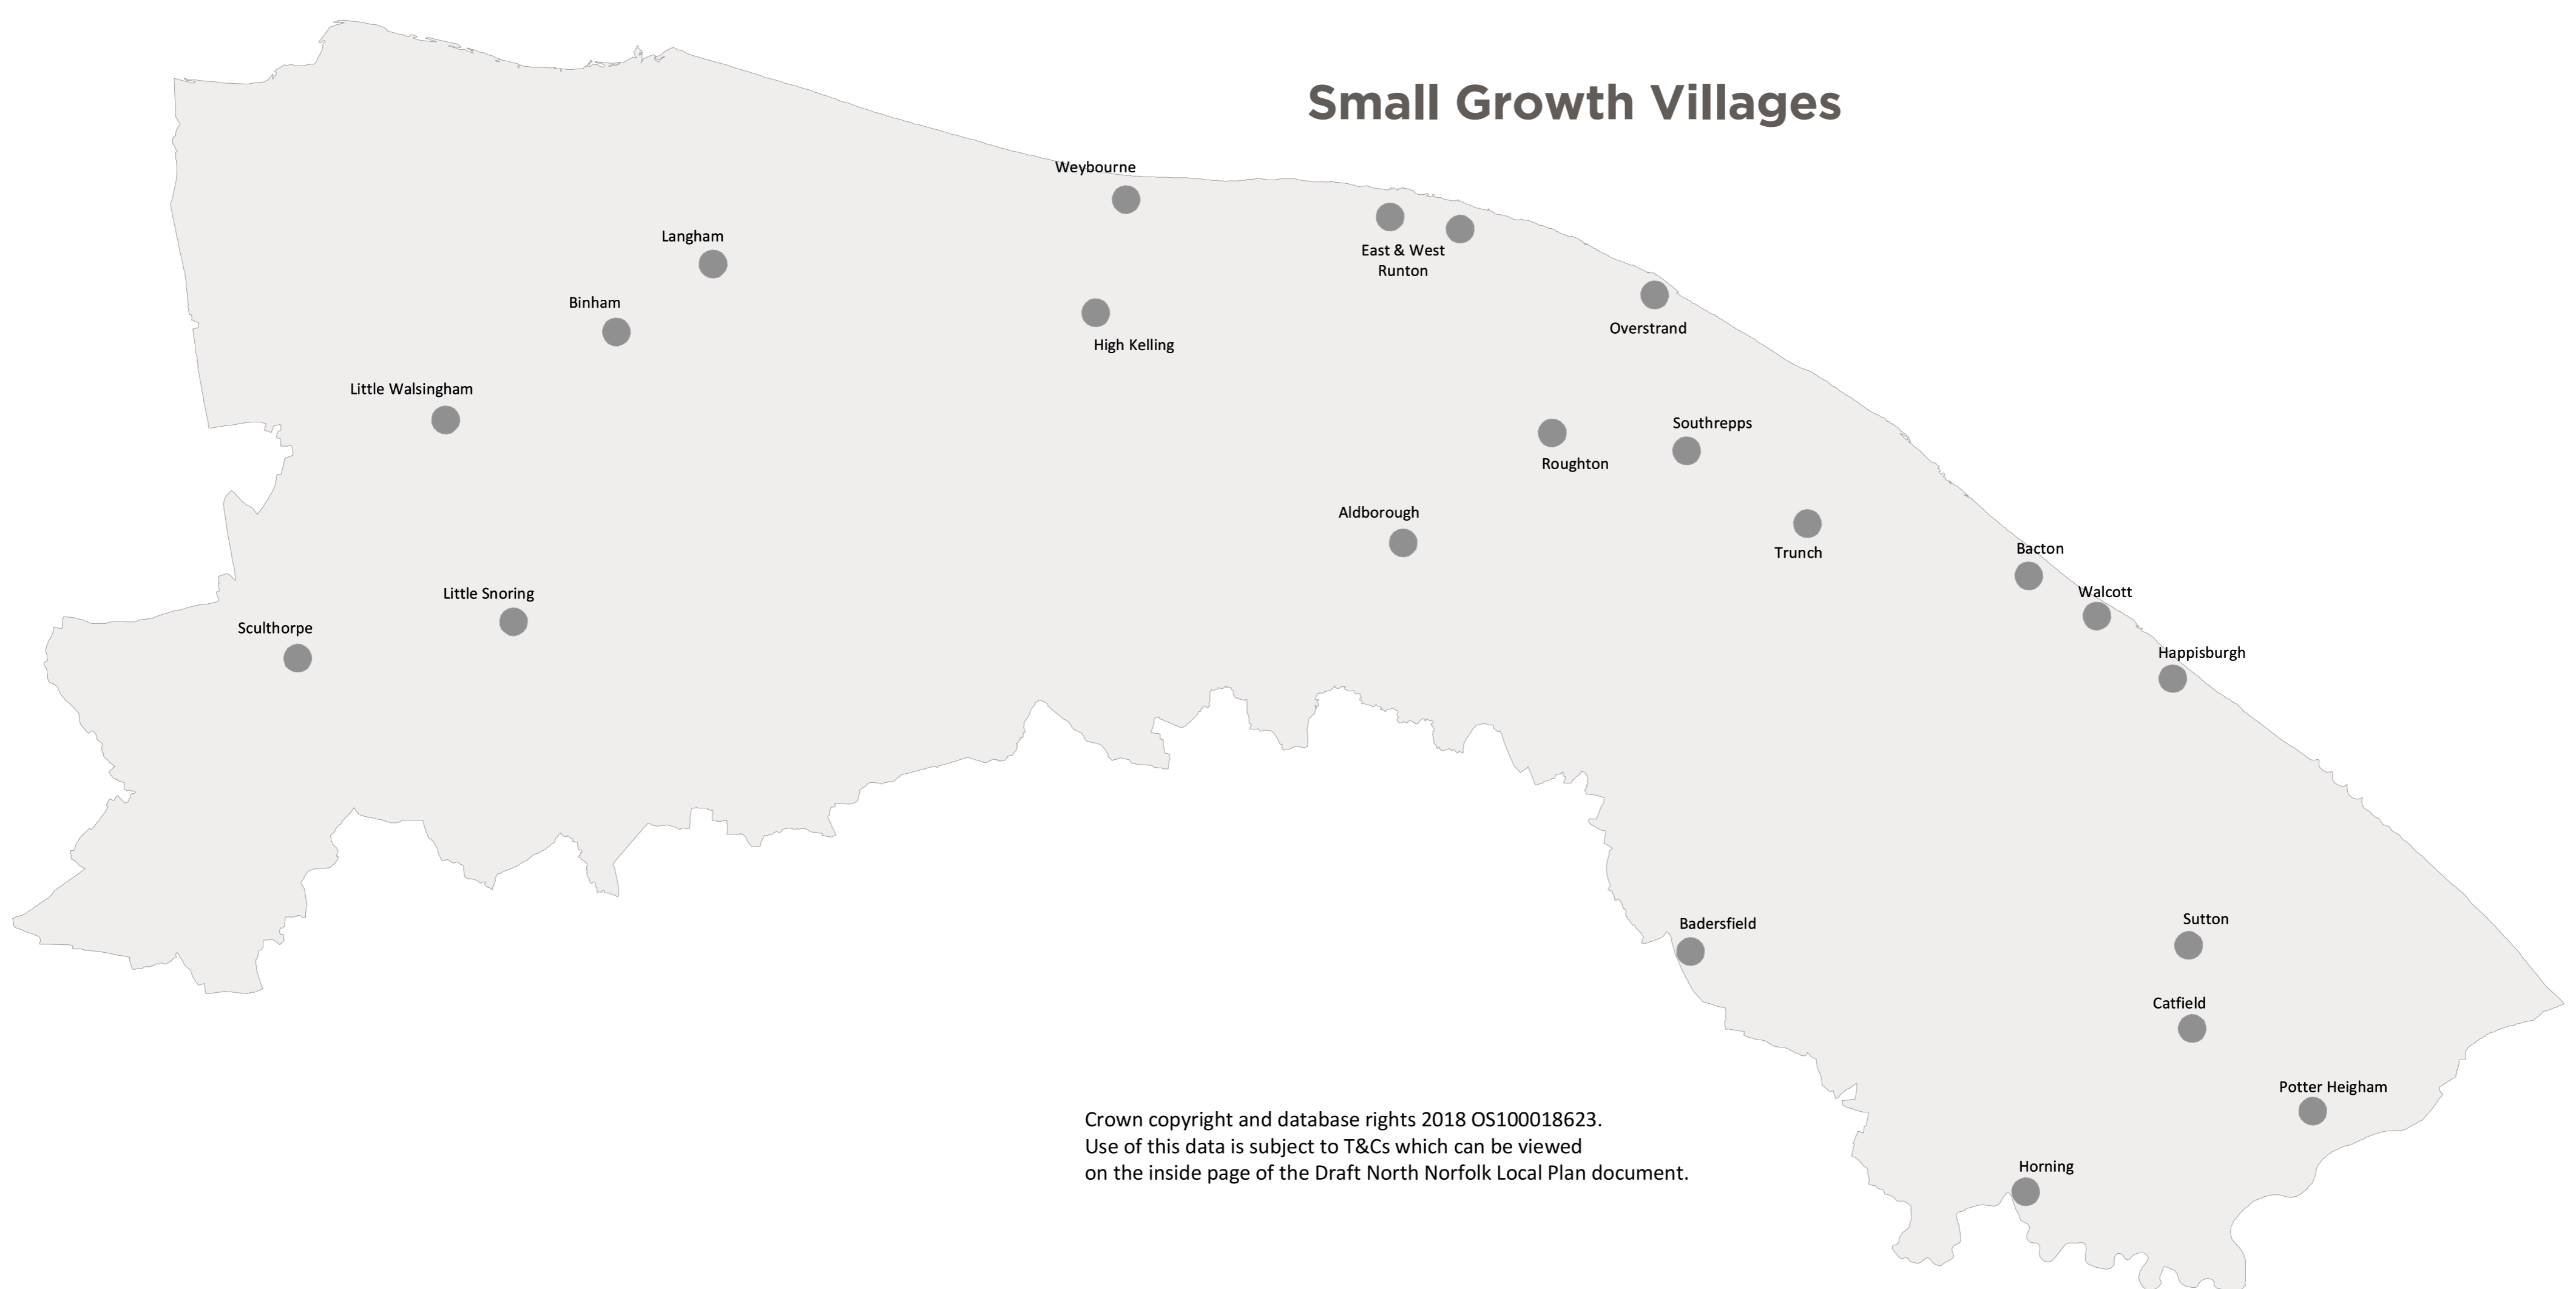 Small Growth Villages
Weybourne
Langham
East & West
Runton
Binham
Overstrand
High Kelling
Little Walsingham
Southrepps
Roughton
Aldborough
Trunch
Bacton
Little Snoring
Walcott
Sculthorpe
Happisburgh
Badersfield
Sutton
Catfield
Potter Heigham
Crown copyright and database rights 2018 OS100018623.
Use of this data is subject to T&Cs which can be viewed
on the inside page of the Draft North Norfolk Local Plan document.
Horning